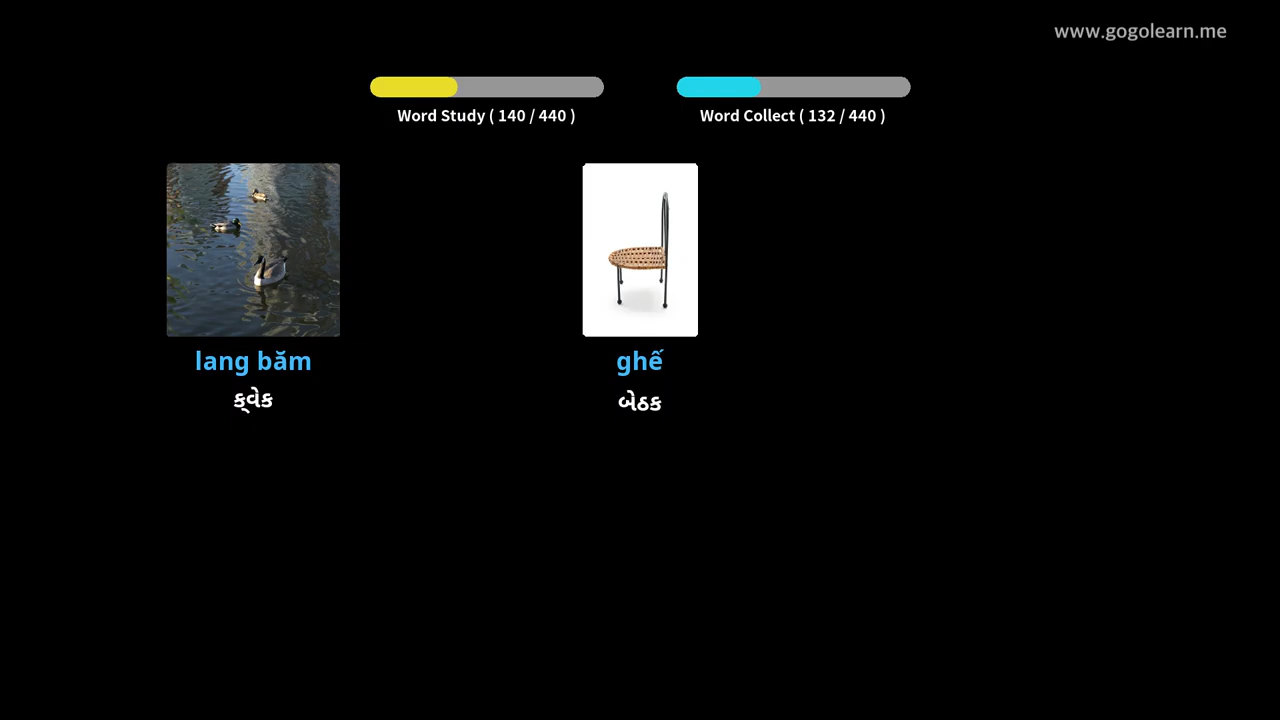 www.gogolearn.me
Word Study ( 140 / 440 )
Word Collect ( 132 / 440 )
lang băm
ghế
ક્વેક
બેઠક